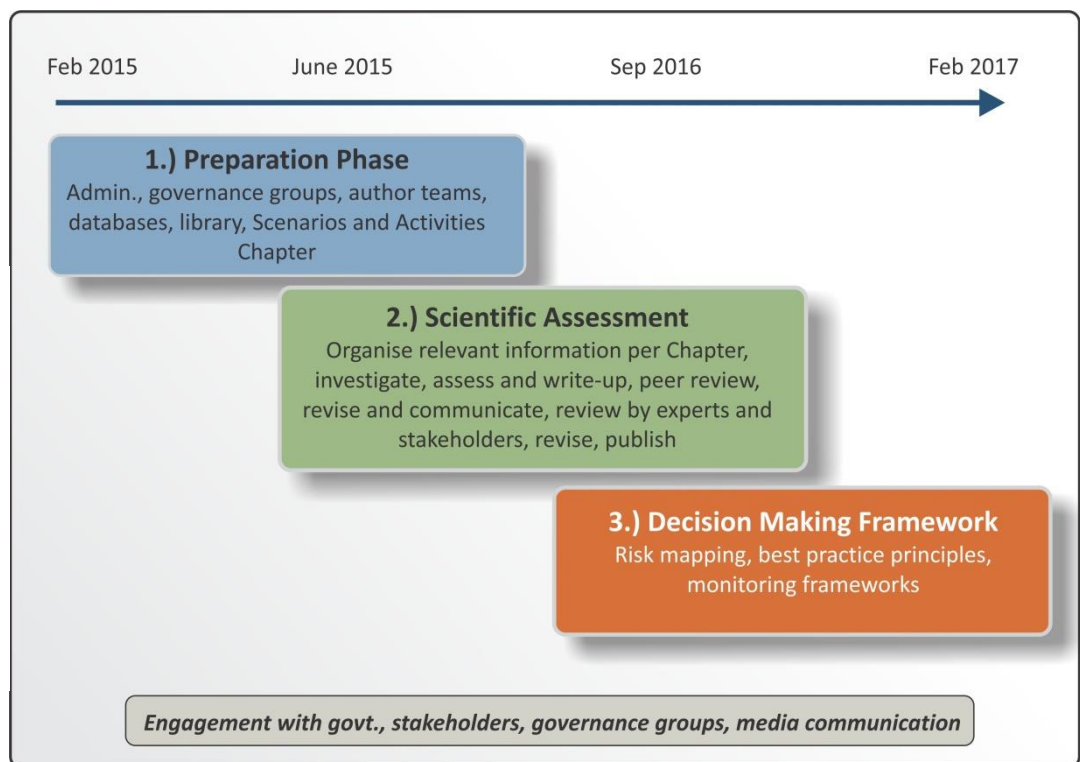 Feb 2015 June 2015 Sep 2016 Feb 2017
1.) Preparation Phase
Admin., governance groups, author teams,
databases, library, Scenarios and Activities
Chapter
2.) Scientific Assessment
Organise relevant information per Chapter,
investigate, assess and write-up, peer review,
revise and communicate, review by experts and
stakeholders, revise, publish
3.) Decision Making Framework
Risk mapping, best practice principles,
monitoring frameworks
Engagement with govt., stakeholders, governance groups, media communication